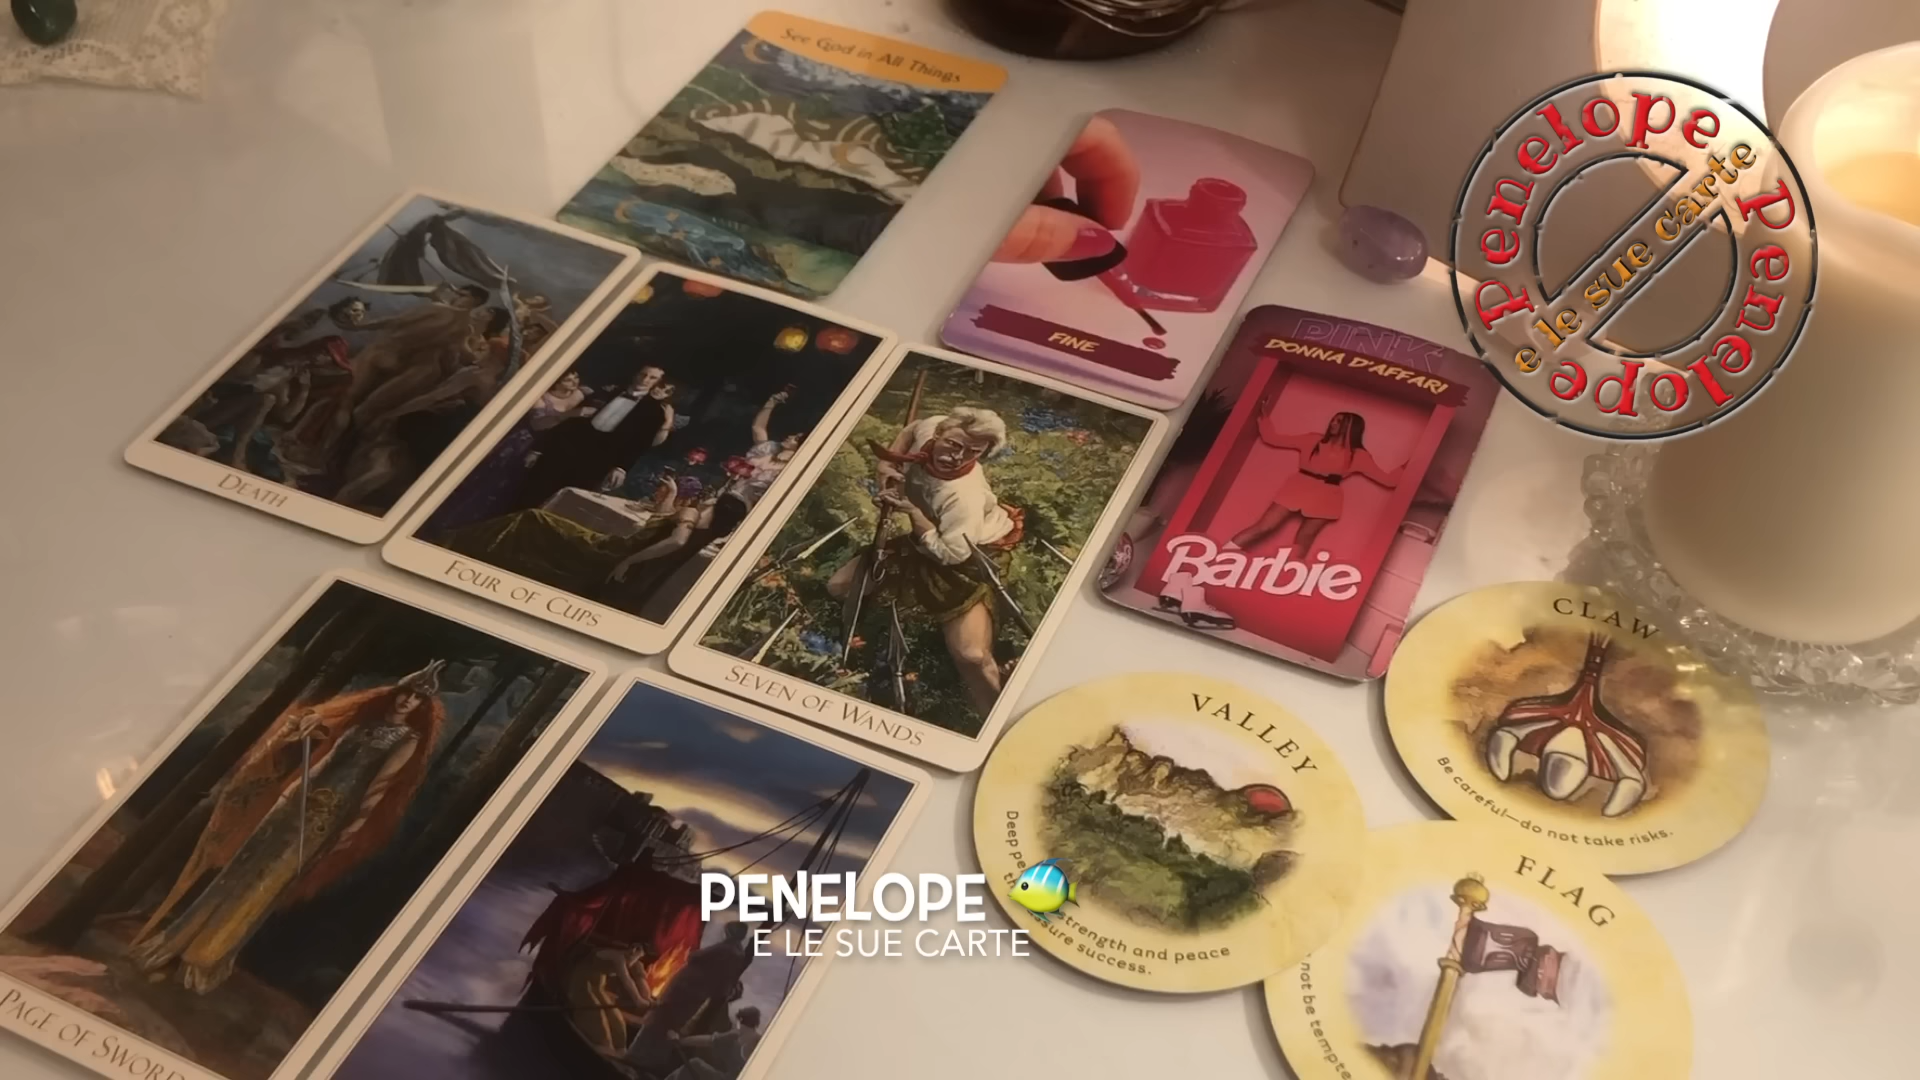 See God in All Things
FINE
PINK
DONNA D'AFFARI
Barbie
DEATH
FOUR OF CUPS
SEVEN OF WANDS
PAGE OF SWORD
CLAW
Be careful—do not take risks.
VALLEY
Deep
strength and peace
success.
FLAG
not be
PENELOPE
E LE SUE CARTE
Penelope Penelope Penelope
e le sue carte